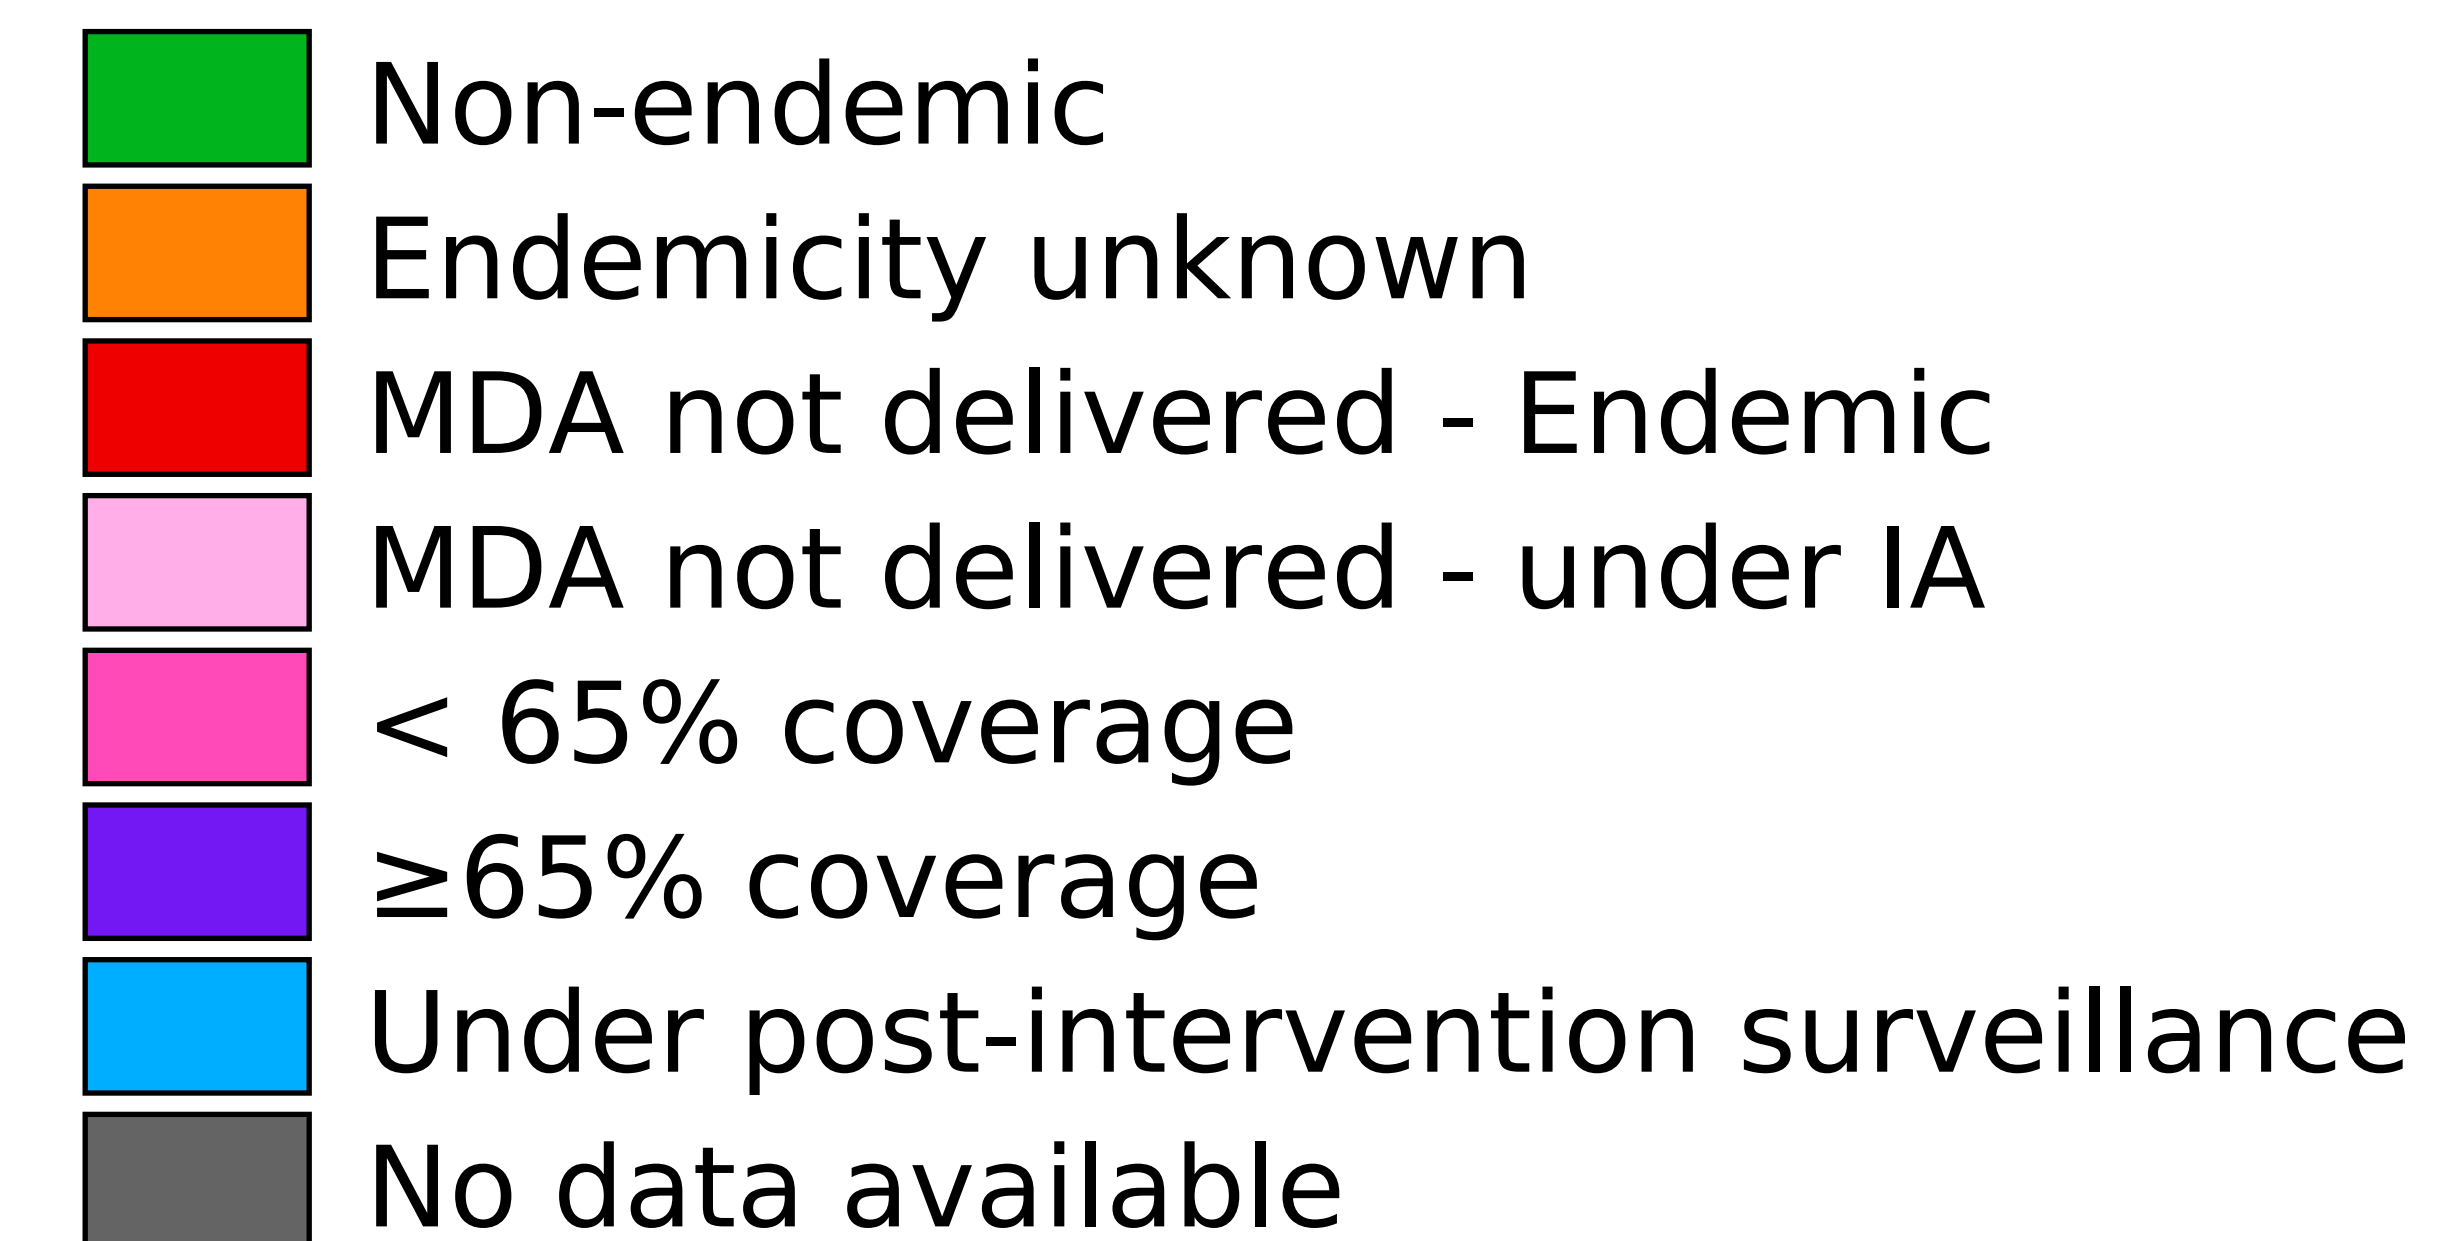 Non-endemic
Endemicity unknown
MDA not delivered - Endemic
MDA not delivered - under IA
< 65% coverage
≥65% coverage
Under post-intervention surveillance
No data available